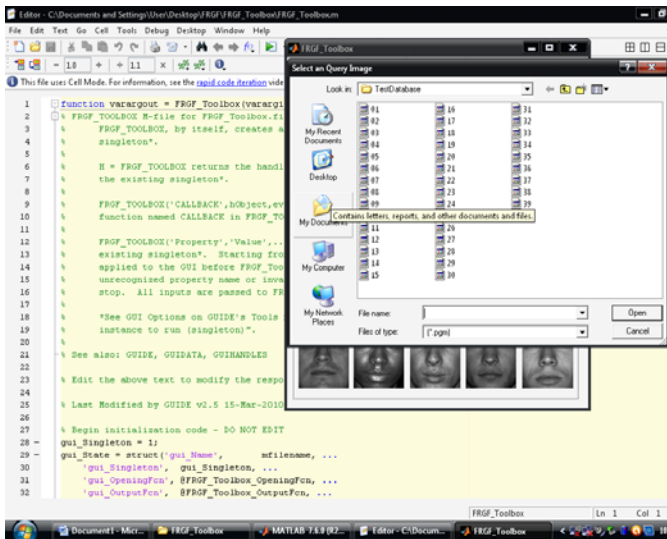 Editor - C:\Documents and Settings\User\Desktop\FRGF\FRGF_Toolbox\FRGF_Toolbox.m
File Edit Text Go Cell Tools Debug Desktop Window Help
- 1.0 + ÷ 1.1 ×
This file uses Cell Mode. For information, see the rapid code iteration vide
1 function varargout = FRGF_Toolbox(varargi
2 % FRGF_TOOLBOX M-file for FRGF_Toolbox.fi
3 % FRGF_TOOLBOX, by itself, creates a
4 % singleton*.
5 %
6 % H = FRGF_TOOLBOX returns the handl
7 % the existing singleton*.
8 %
9 % FRGF_TOOLBOX('CALLBACK',hObject,ev
10 % function named CALLBACK in FRGF_TO
11 %
12 % FRGF_TOOLBOX('Property','Value',..
13 % existing singleton*. Starting fro
14 % applied to the GUI before FRGF_Too
15 % unrecognized property name or inva
16 % stop. All inputs are passed to FR
17 %
18 % *See GUI Options on GUIDE's Tools
19 % instance to run (singleton)".
20 %
21 % See also: GUIDE, GUIDATA, GUIHANDLES
22
23 % Edit the above text to modify the respo
24
25 % Last Modified by GUIDE v2.5 15-Mar-2010
26
27 % Begin initialization code - DO NOT EDIT
28 - gui_Singleton = 1;
29 - gui_State = struct('gui_Name', mfilename, ...
30 'gui_Singleton', gui_Singleton, ...
31 'gui_OpeningFcn', @FRGF_Toolbox_OpeningFcn, ...
32 'gui_OutputFcn', @FRGF_Toolbox_OutputFcn, ...
FRGF_Toolbox
Select an Query Image
Look in: TestDatabase
My Recent Documents
Desktop
My Documents
My Computer
My Network Places
01 16 31
02 17 32
03 18 33
04 19 34
05 20 35
06 21 36
07 22 37
08 23 38
09 24 39
Contains letters, reports, and other documents and files.
11 26
12 27
13 28
14 29
15 30
File name: Open
Files of type: (*.pgm) Cancel
FRGF_Toolbox Ln 1 Col 1
Document1 - Micr... FRGF_Toolbox MATLAB 7.6.0 (R2... Editor - C:\Docum... FRGF_Toolbox